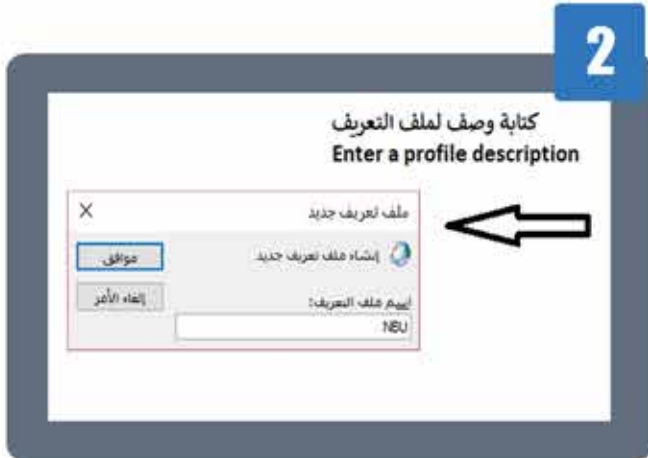 2
كتابة وصف لملف التعريف
Enter a profile description
ملف تعريف جديد
إنشاء ملف تعريف جديد
موافق
إلغاء الأمر
ملف التعريف:
NBU